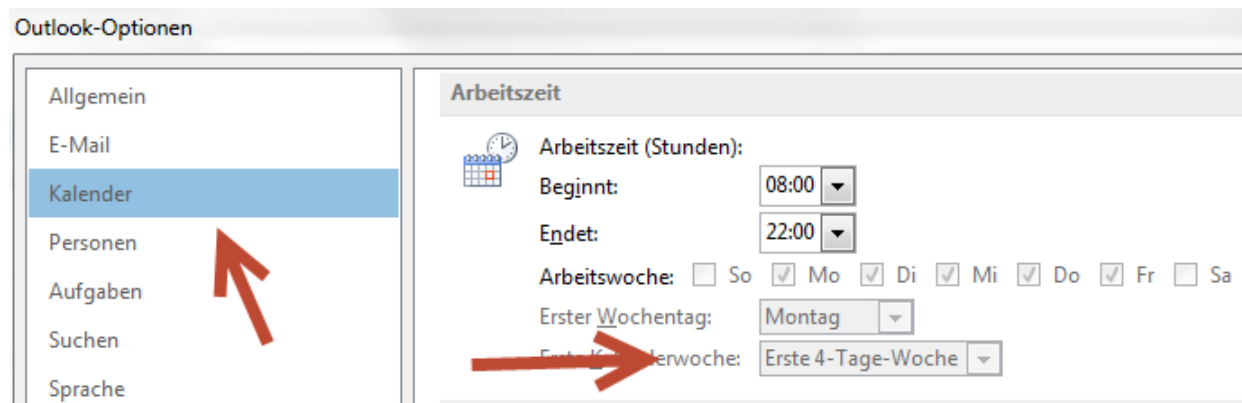 Outlook-Optionen
Allgemein
E-Mail
Kalender
Personen
Aufgaben
Suchen
Sprache
Arbeitszeit
Arbeitszeit (Stunden):
Beginnt: 08:00
Endet: 22:00
Arbeitswoche: So Mo Di Mi Do Fr Sa
Erster Wochentag: Montag
Erste Kalenderwoche: Erste 4-Tage-Woche